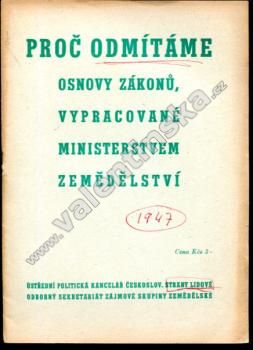 PROČ ODMÍTÁME
OSNOVY ZÁKONŮ,
VYPRACOVANÉ
MINISTERSTVEM
ZEMĚDĚLSTVÍ
1947
Cena Kčs 3·-
ÚSTŘEDNÍ POLITICKÁ KANCELÁŘ ČESKOSLOV. STRANY LIDOVÉ
ODBORNÝ SEKRETARIÁT ZÁJMOVÉ SKUPINY ZEMĚDĚLSKÉ
www.valentinska.cz